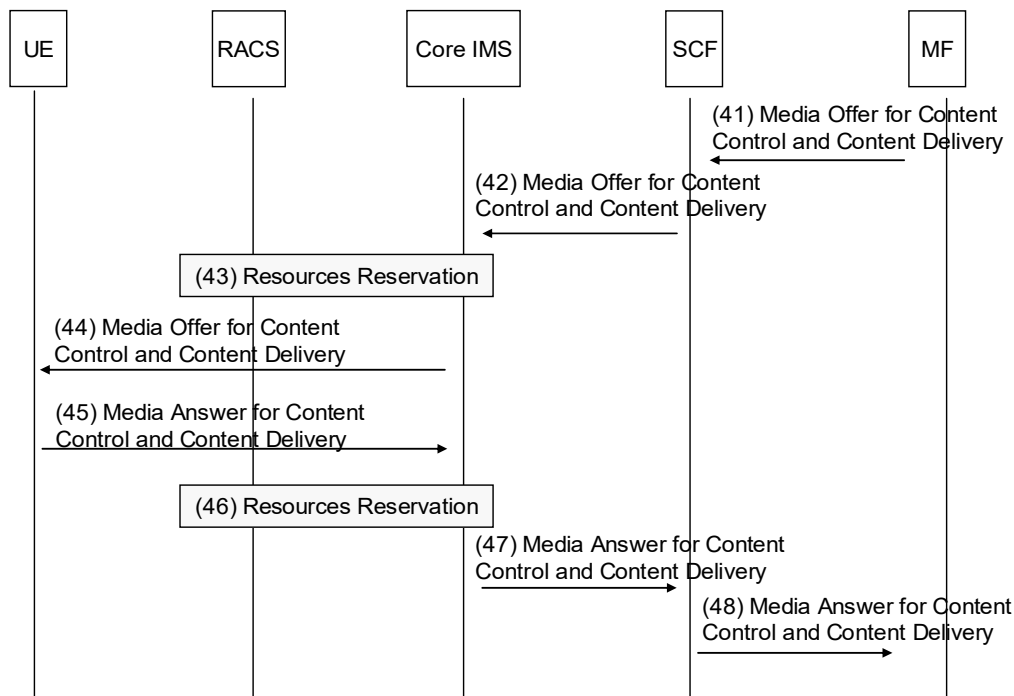 UE
RACS
Core IMS
SCF
MF
(41) Media Offer for Content
Control and Content Delivery
(42) Media Offer for Content
Control and Content Delivery
(43) Resources Reservation
(44) Media Offer for Content
Control and Content Delivery
(45) Media Answer for Content
Control and Content Delivery
(46) Resources Reservation
(47) Media Answer for Content
Control and Content Delivery
(48) Media Answer for Content
Control and Content Delivery